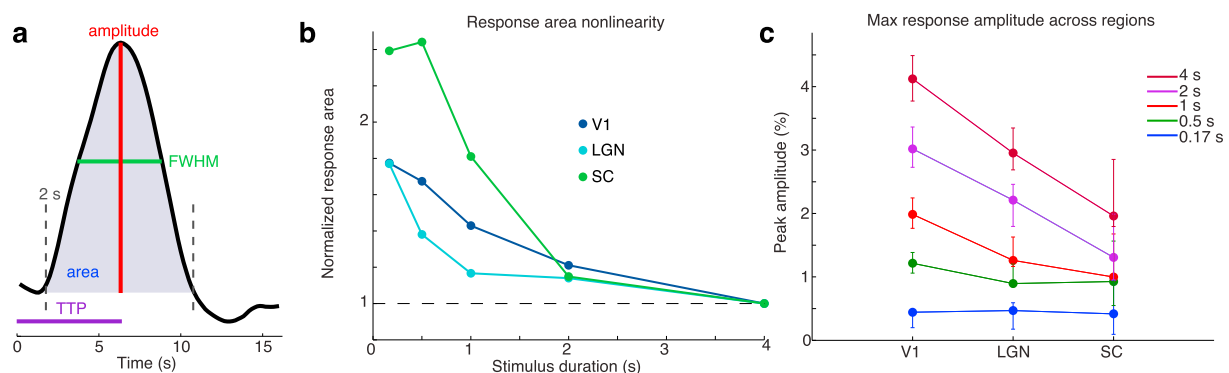 a
amplitude
FWHM
2 s
area
TTP
0 5 10 15
Time (s)
b
Response area nonlinearity
Normalized response area
2
1
V1
LGN
SC
0 1 2 3 4
Stimulus duration (s)
c
Max response amplitude across regions
Peak amplitude (%)
4
3
2
1
0
V1 LGN SC
4 s
2 s
1 s
0.5 s
0.17 s